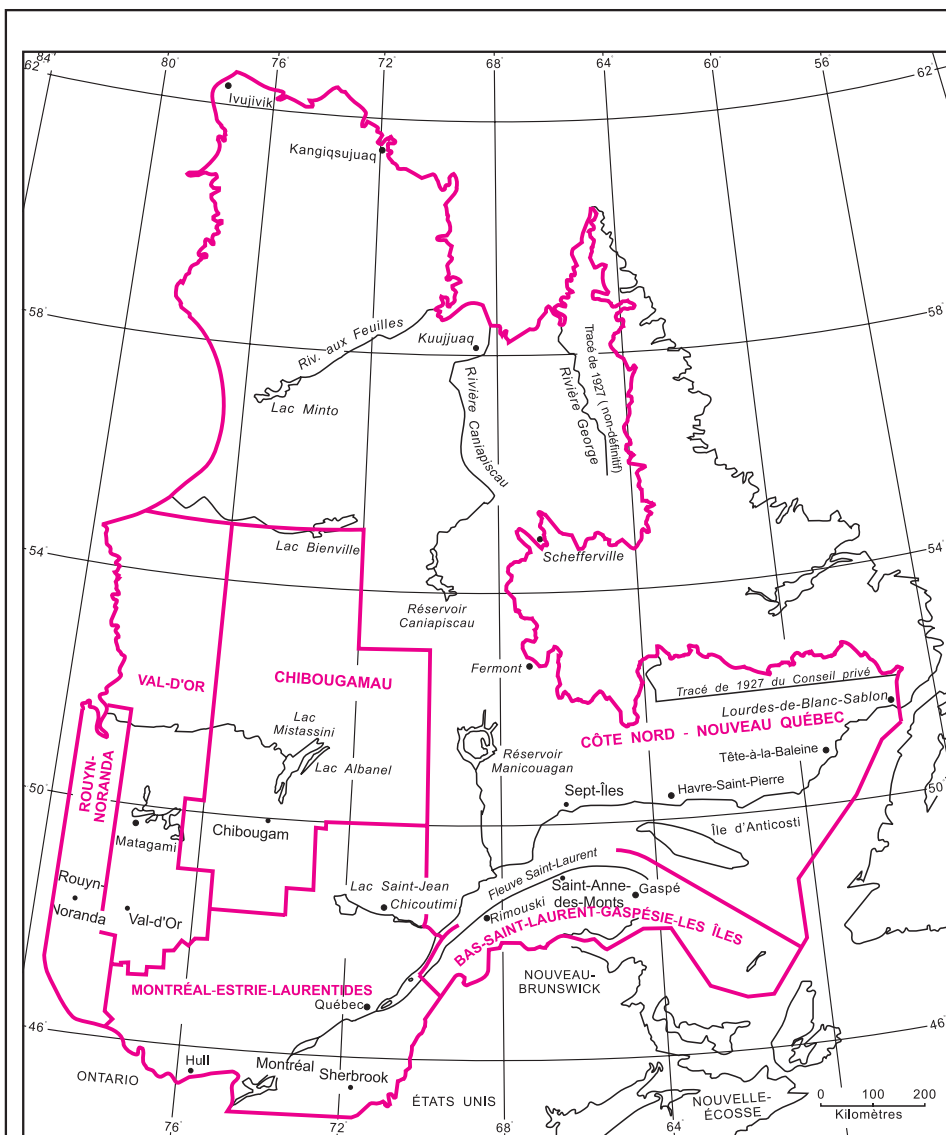 84°
80°
76°
72°
68°
64°
60°
56°
62°
62°
Ivujivik
Kangiqsujuaq
58°
58°
Riv. aux Feuilles
Kuujjuaq
Lac Minto
Rivière Caniapiscau
Rivière George
Tracé de 1927 ( non-définitif)
54°
54°
Lac Bienville
Schefferville
Réservoir
Caniapiscau
Fermont
VAL-D'OR
CHIBOUGAMAU
Tracé de 1927 du Conseil privé
Lourdes-de-Blanc-Sablon
CÔTE NORD - NOUVEAU QUÉBEC
Lac
Mistassini
Lac Albanel
Réservoir
Manicouagan
Tête-à-la-Baleine
ROUYN-
NORANDA
50°
50°
Sept-Îles
Havre-Saint-Pierre
Matagami
Chibougam
Île d'Anticosti
Rouyn-
Noranda
Val-d'Or
Lac Saint-Jean
Chicoutimi
Fleuve Saint-Laurent
Saint-Anne-
des-Monts
Gaspé
Rimouski
BAS-SAINT-LAURENT-GASPÉSIE-LES ÎLES
MONTRÉAL-ESTRIE-LAURENTIDES
Québec
NOUVEAU-
BRUNSWICK
46°
46°
Hull
Montréal
Sherbrook
ONTARIO
ÉTATS UNIS
NOUVELLE-
ÉCOSSE
0 100 200
Kilomètres
76°
72°
68°
64°